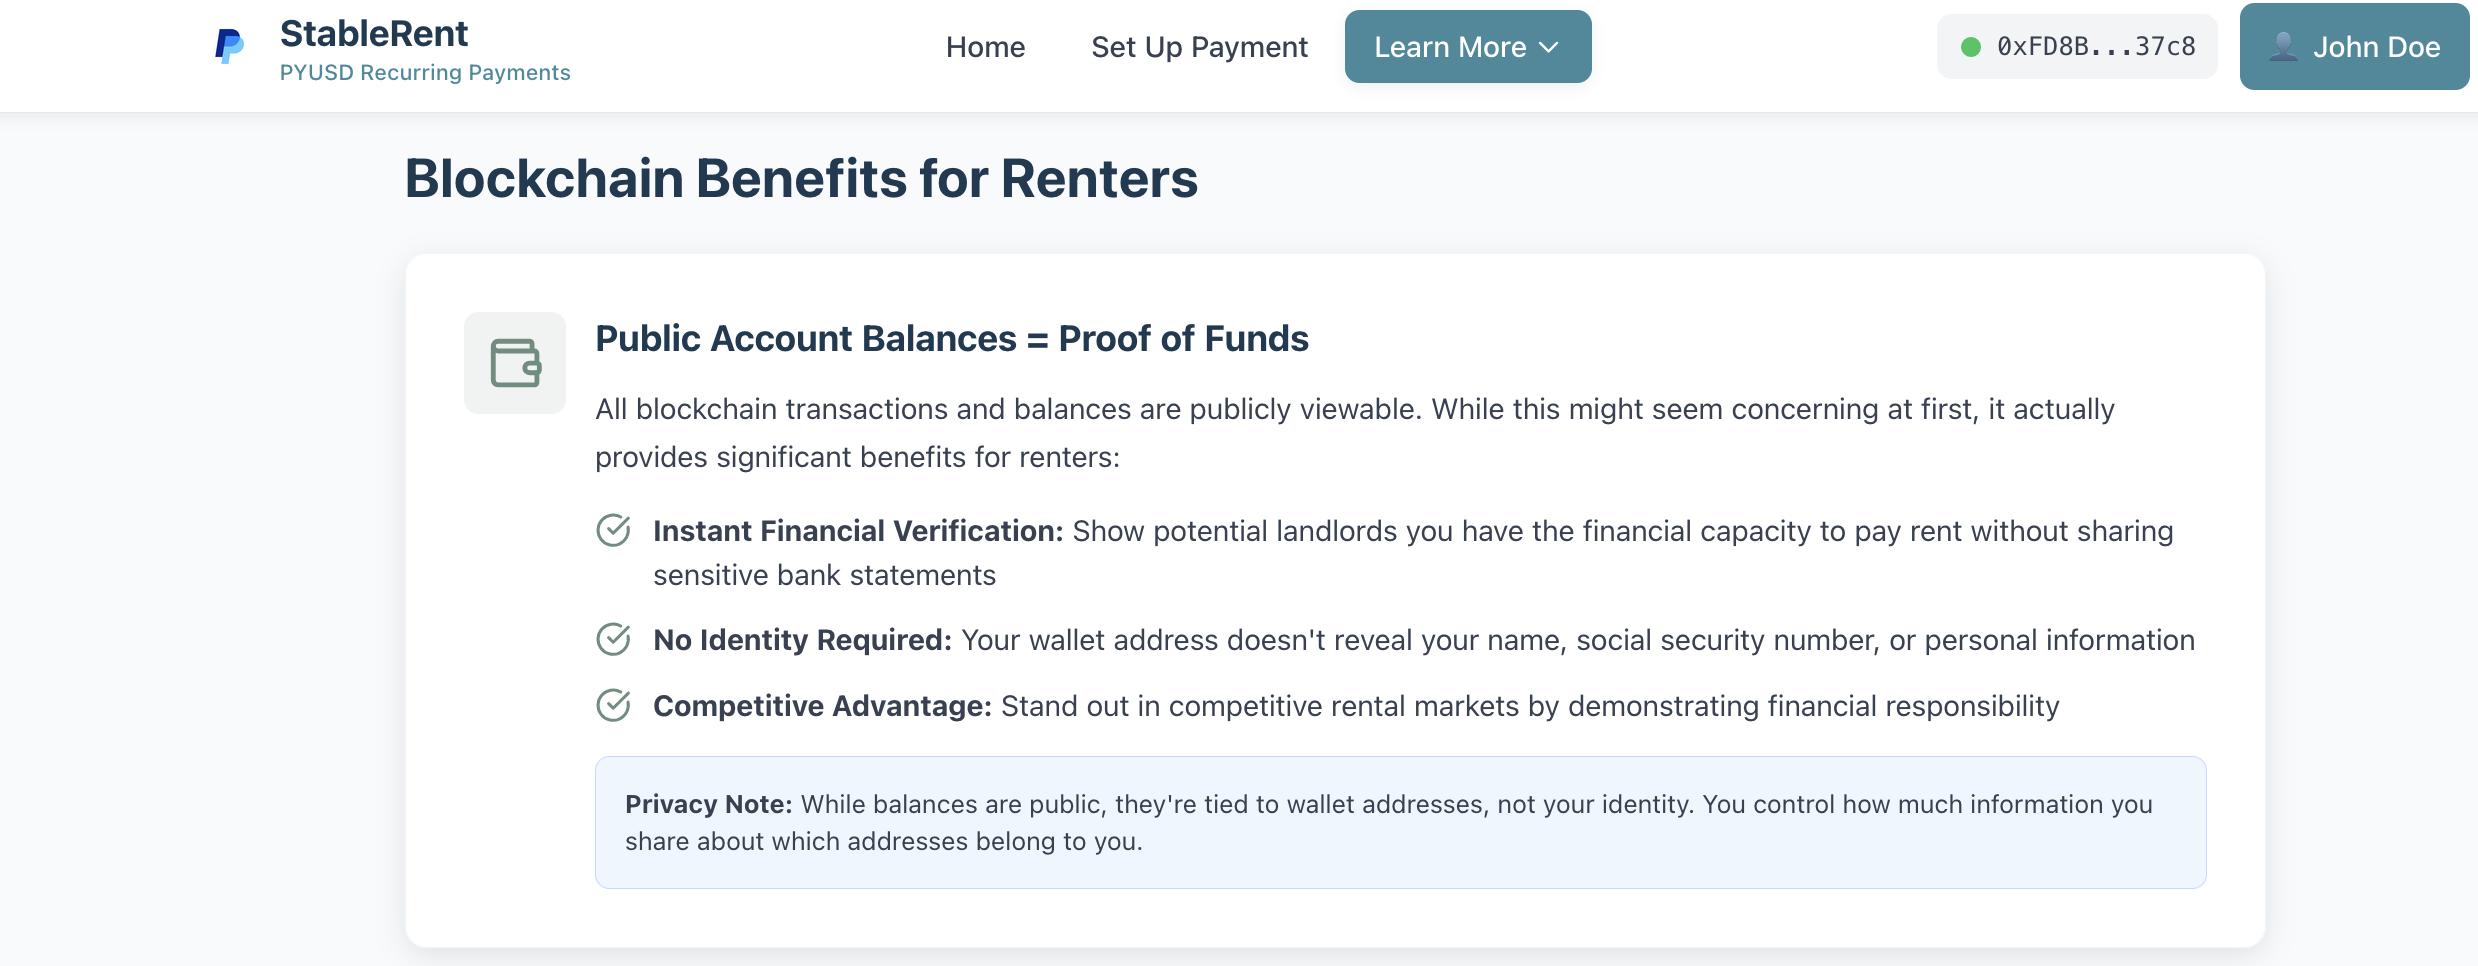 StableRent
PYUSD Recurring Payments
Home
Set Up Payment
Learn More
0xFD8B...37c8
John Doe
Blockchain Benefits for Renters
Public Account Balances = Proof of Funds
All blockchain transactions and balances are publicly viewable. While this might seem concerning at first, it actually
provides significant benefits for renters:
Instant Financial Verification: Show potential landlords you have the financial capacity to pay rent without sharing
sensitive bank statements
No Identity Required: Your wallet address doesn't reveal your name, social security number, or personal information
Competitive Advantage: Stand out in competitive rental markets by demonstrating financial responsibility
Privacy Note: While balances are public, they're tied to wallet addresses, not your identity. You control how much information you
share about which addresses belong to you.